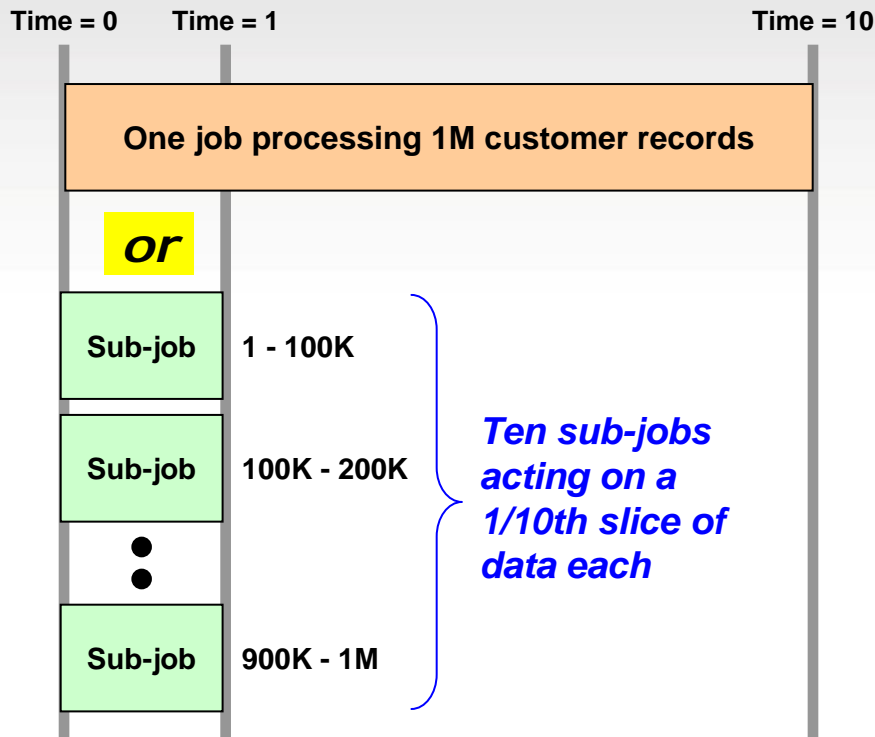 Time = 0
Time = 1
Time = 10
One job processing 1M customer records
or
Sub-job
1 - 100K
Sub-job
100K - 200K
Ten sub-jobs
acting on a
1/10th slice of
data each
Sub-job
900K - 1M